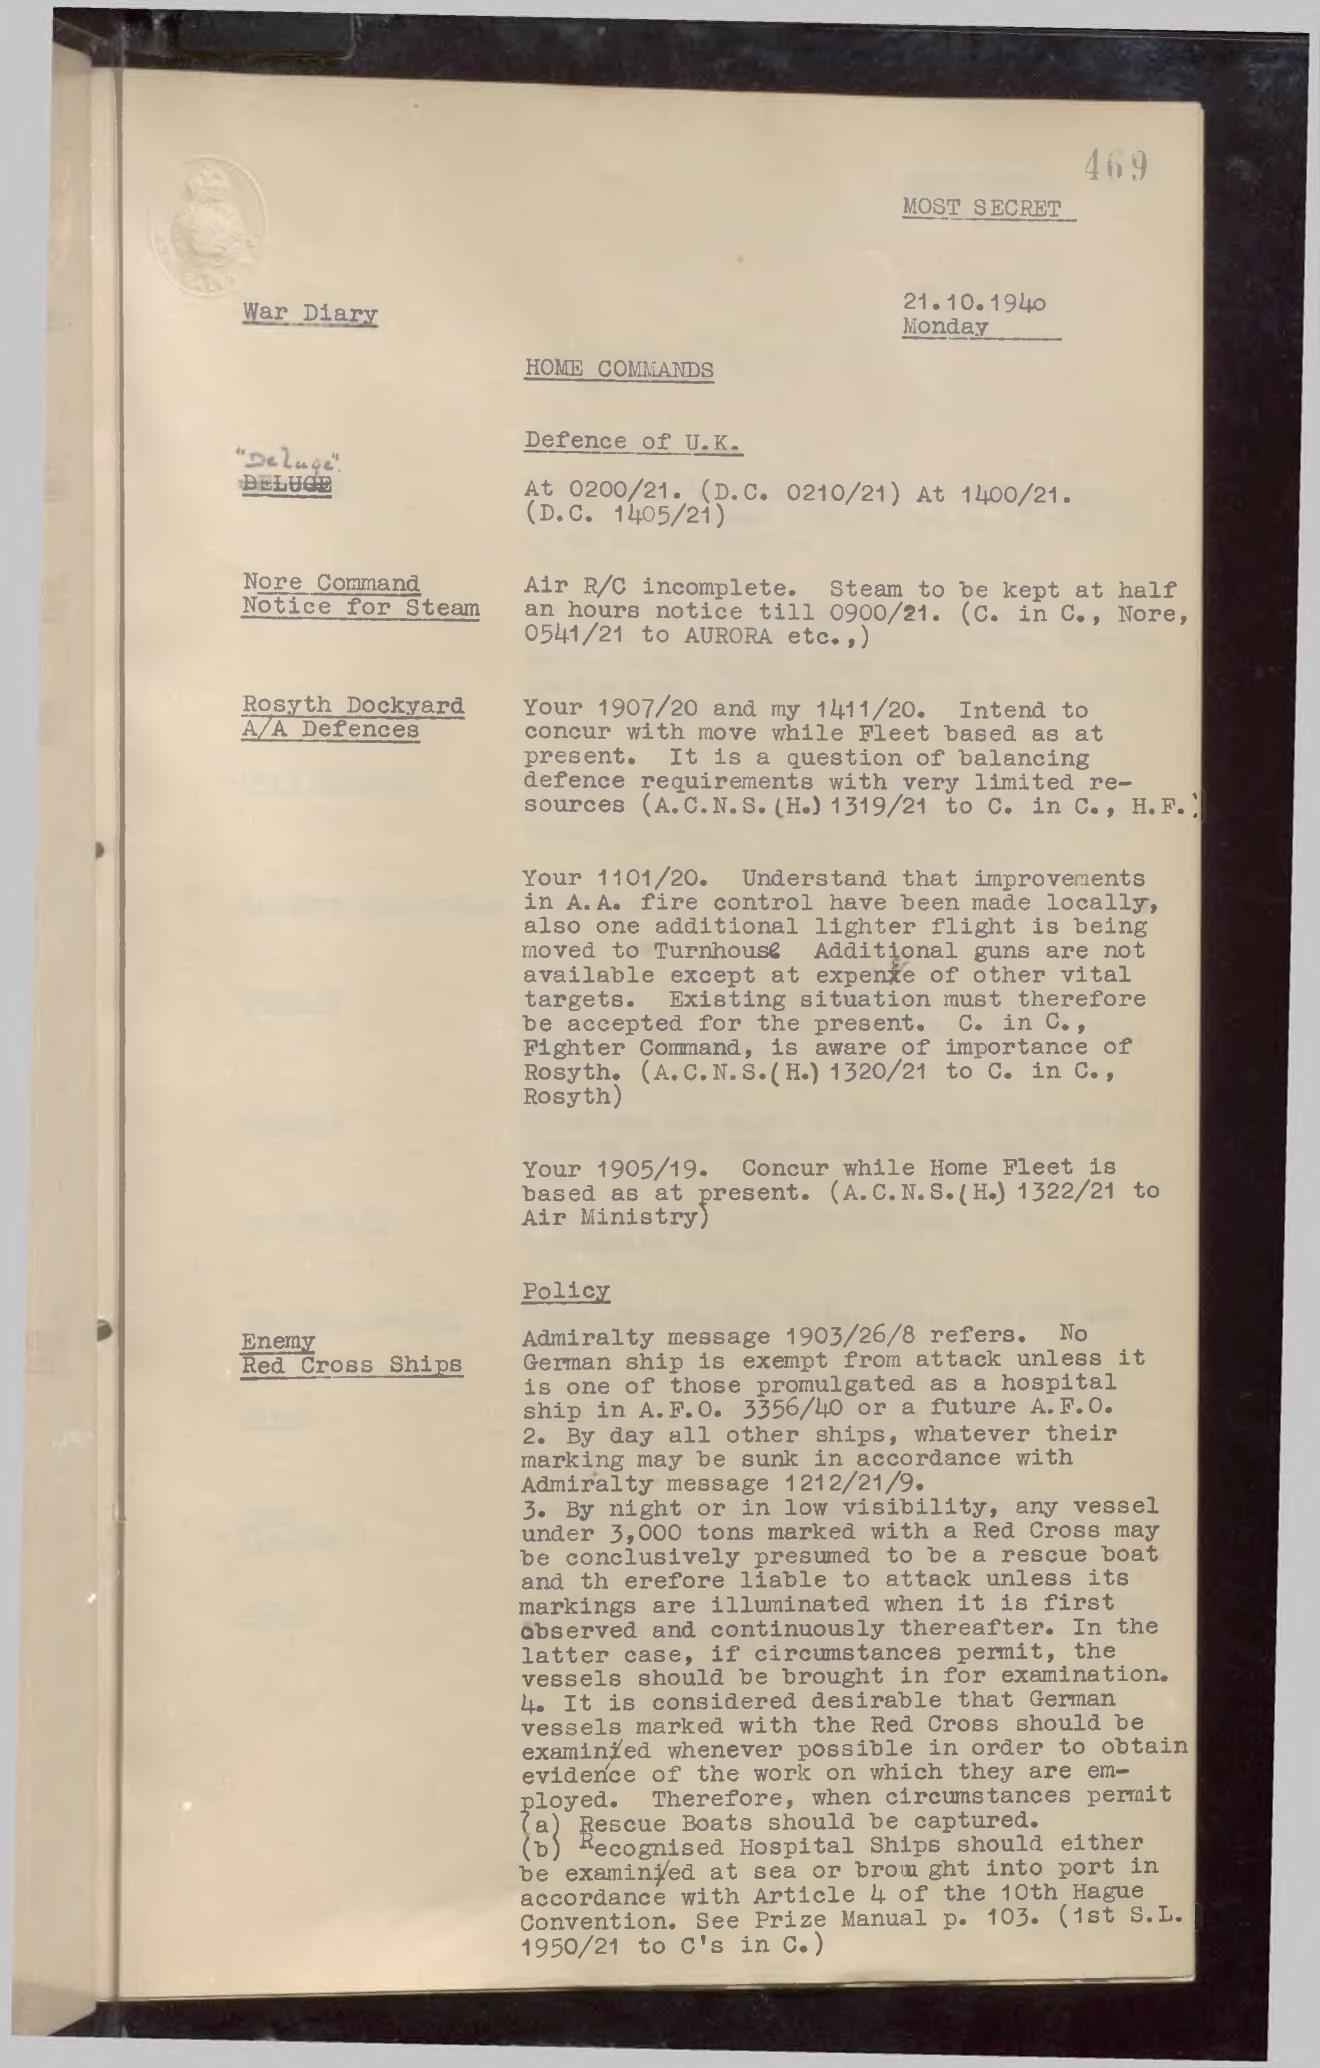 469
MOST SECRET
War Diary
21.10.1940
Monday
HOME COMMANDS
Defence of U.K.
"Deluge".
DELUGE
At 0200/21. (D.C. 0210/21) At 1400/21.
(D.C. 1405/21)
Nore Command
Notice for Steam
Air R/C incomplete. Steam to be kept at half
an hours notice till 0900/21. (C. in C., Nore,
0541/21 to AURORA etc.,)
Rosyth Dockyard
A/A Defences
Your 1907/20 and my 1411/20. Intend to
concur with move while Fleet based as at
present. It is a question of balancing
defence requirements with very limited re-
sources (A.C.N.S.(H.) 1319/21 to C. in C., H.F.)
Your 1101/20. Understand that improvements
in A.A. fire control have been made locally,
also one additional lighter flight is being
moved to Turnhouse Additional guns are not
available except at expense of other vital
targets. Existing situation must therefore
be accepted for the present. C. in C.,
Fighter Command, is aware of importance of
Rosyth. (A.C.N.S.(H.) 1320/21 to C. in C.,
Rosyth)
Your 1905/19. Concur while Home Fleet is
based as at present. (A.C.N.S.(H.) 1322/21 to
Air Ministry)
Policy
Enemy
Red Cross Ships
Admiralty message 1903/26/8 refers. No
German ship is exempt from attack unless it
is one of those promulgated as a hospital
ship in A.F.O. 3356/40 or a future A.F.O.
2. By day all other ships, whatever their
marking may be sunk in accordance with
Admiralty message 1212/21/9.
3. By night or in low visibility, any vessel
under 3,000 tons marked with a Red Cross may
be conclusively presumed to be a rescue boat
and th erefore liable to attack unless its
markings are illuminated when it is first
observed and continuously thereafter. In the
latter case, if circumstances permit, the
vessels should be brought in for examination.
4. It is considered desirable that German
vessels marked with the Red Cross should be
examined whenever possible in order to obtain
evidence of the work on which they are em-
ployed. Therefore, when circumstances permit
(a) Rescue Boats should be captured.
(b) Recognised Hospital Ships should either
be examined at sea or brou ght into port in
accordance with Article 4 of the 10th Hague
Convention. See Prize Manual p. 103. (1st S.L.
1950/21 to C's in C.)